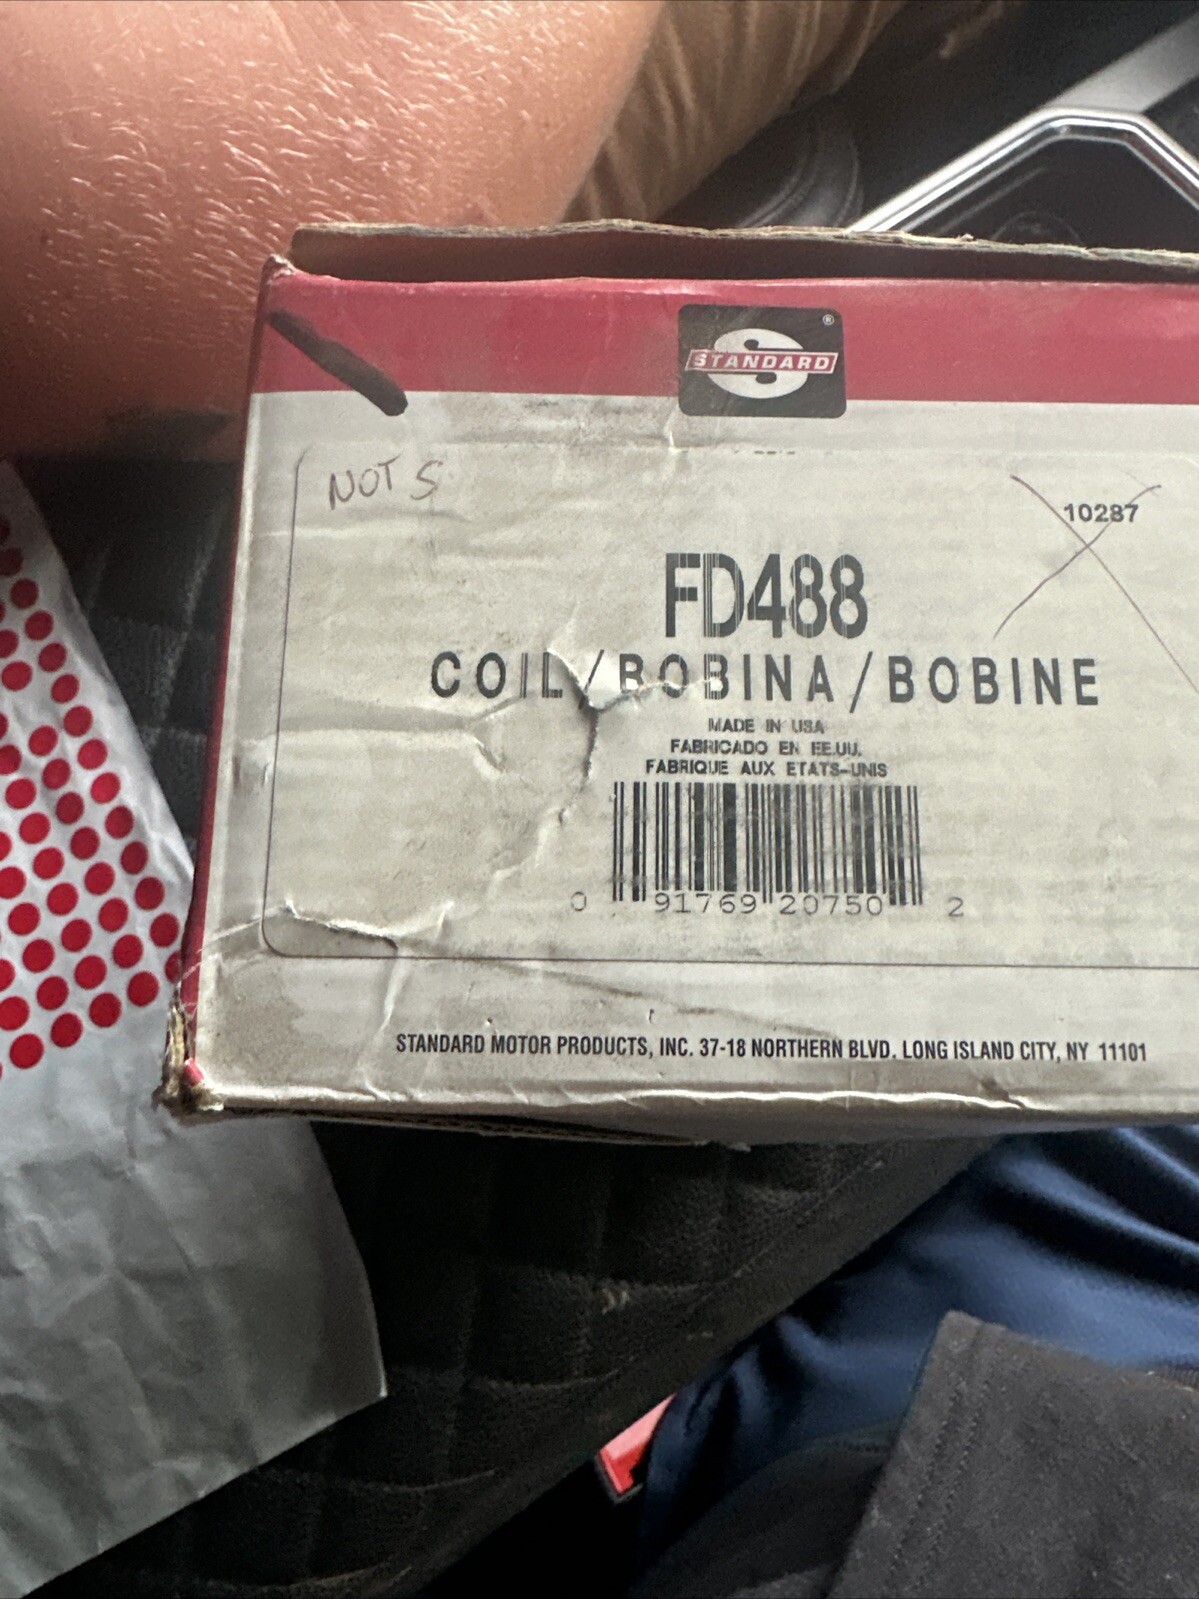 STANDARD
®
NOT S
10287
FD488
COIL/BOBINA/BOBINE
MADE IN USA
FABRICADO EN EE.UU.
FABRIQUE AUX ETATS-UNIS
0 91769 20750 2
STANDARD MOTOR PRODUCTS, INC. 37-18 NORTHERN BLVD. LONG ISLAND CITY, NY 11101